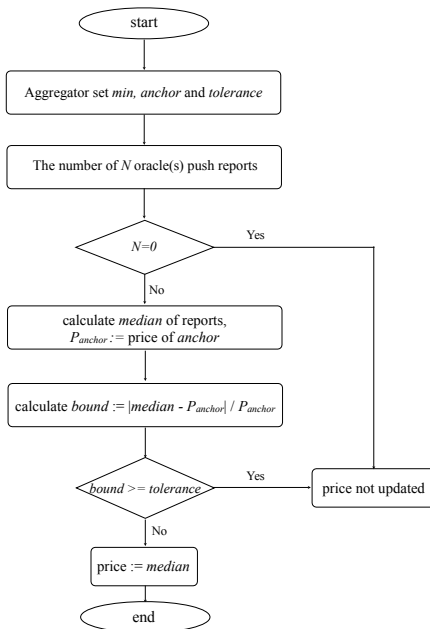 start
Aggregator set min, anchor and tolerance
The number of N oracle(s) push reports
N=0
Yes
No
calculate median of reports,
Panchor := price of anchor
calculate bound := |median - Panchor| / Panchor
bound >= tolerance
Yes
price not updated
No
price := median
end